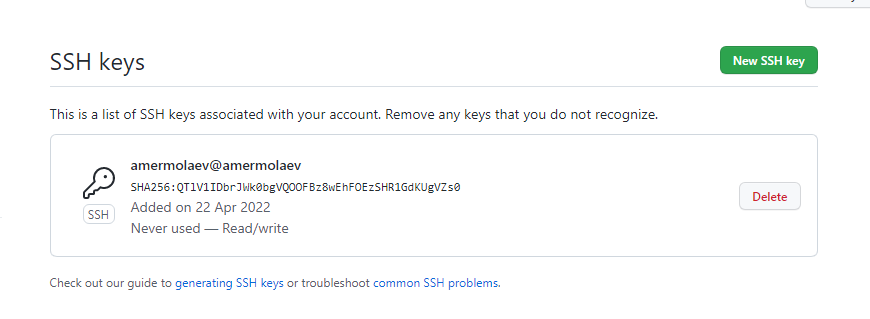 SSH keys
New SSH key
This is a list of SSH keys associated with your account. Remove any keys that you do not recognize.
amermolaev@amermolaev
SHA256:QTlV1IDbrJWk0bgVQOOFBz8wEhFOEzSHR1GdKUgVZs0
SSH
Added on 22 Apr 2022
Never used — Read/write
Delete
Check out our guide to generating SSH keys or troubleshoot common SSH problems.